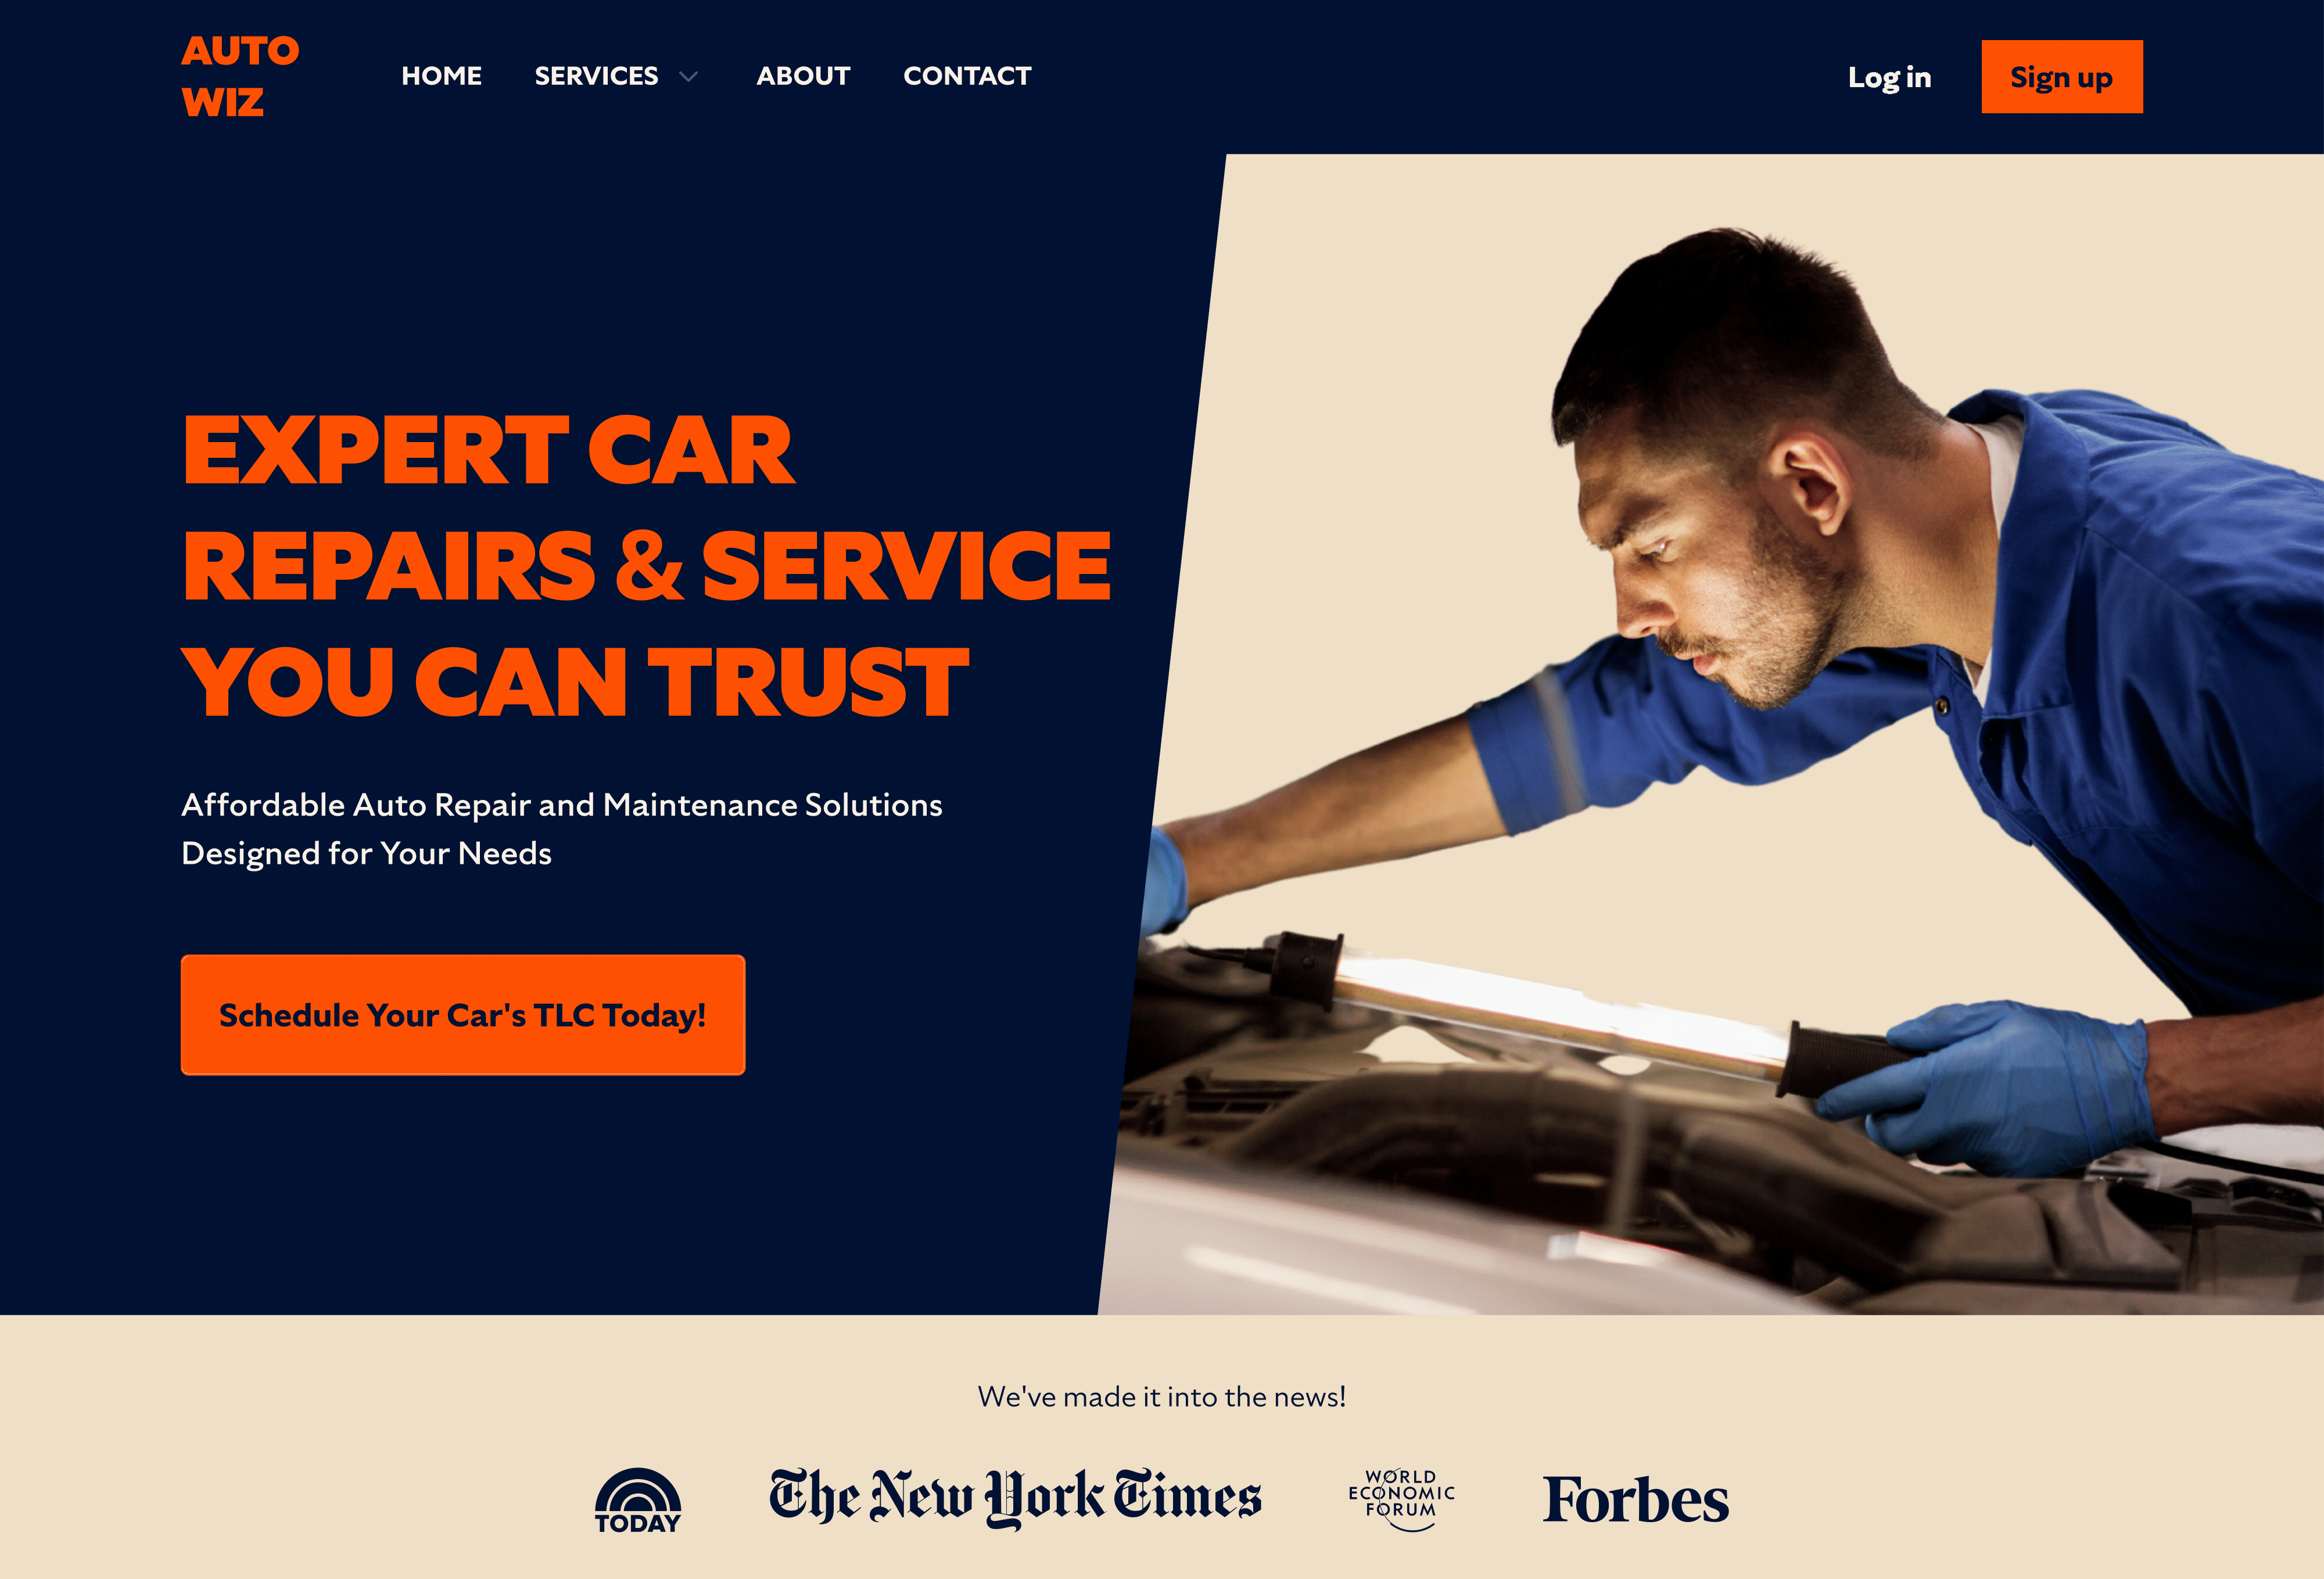 AUTO
WIZ
HOME SERVICES ABOUT CONTACT
Log in Sign up
EXPERT CAR
REPAIRS & SERVICE
YOU CAN TRUST
Affordable Auto Repair and Maintenance Solutions
Designed for Your Needs
Schedule Your Car's TLC Today!
We've made it into the news!
TODAY
The New York Times
WORLD
ECONOMIC
FORUM
Forbes